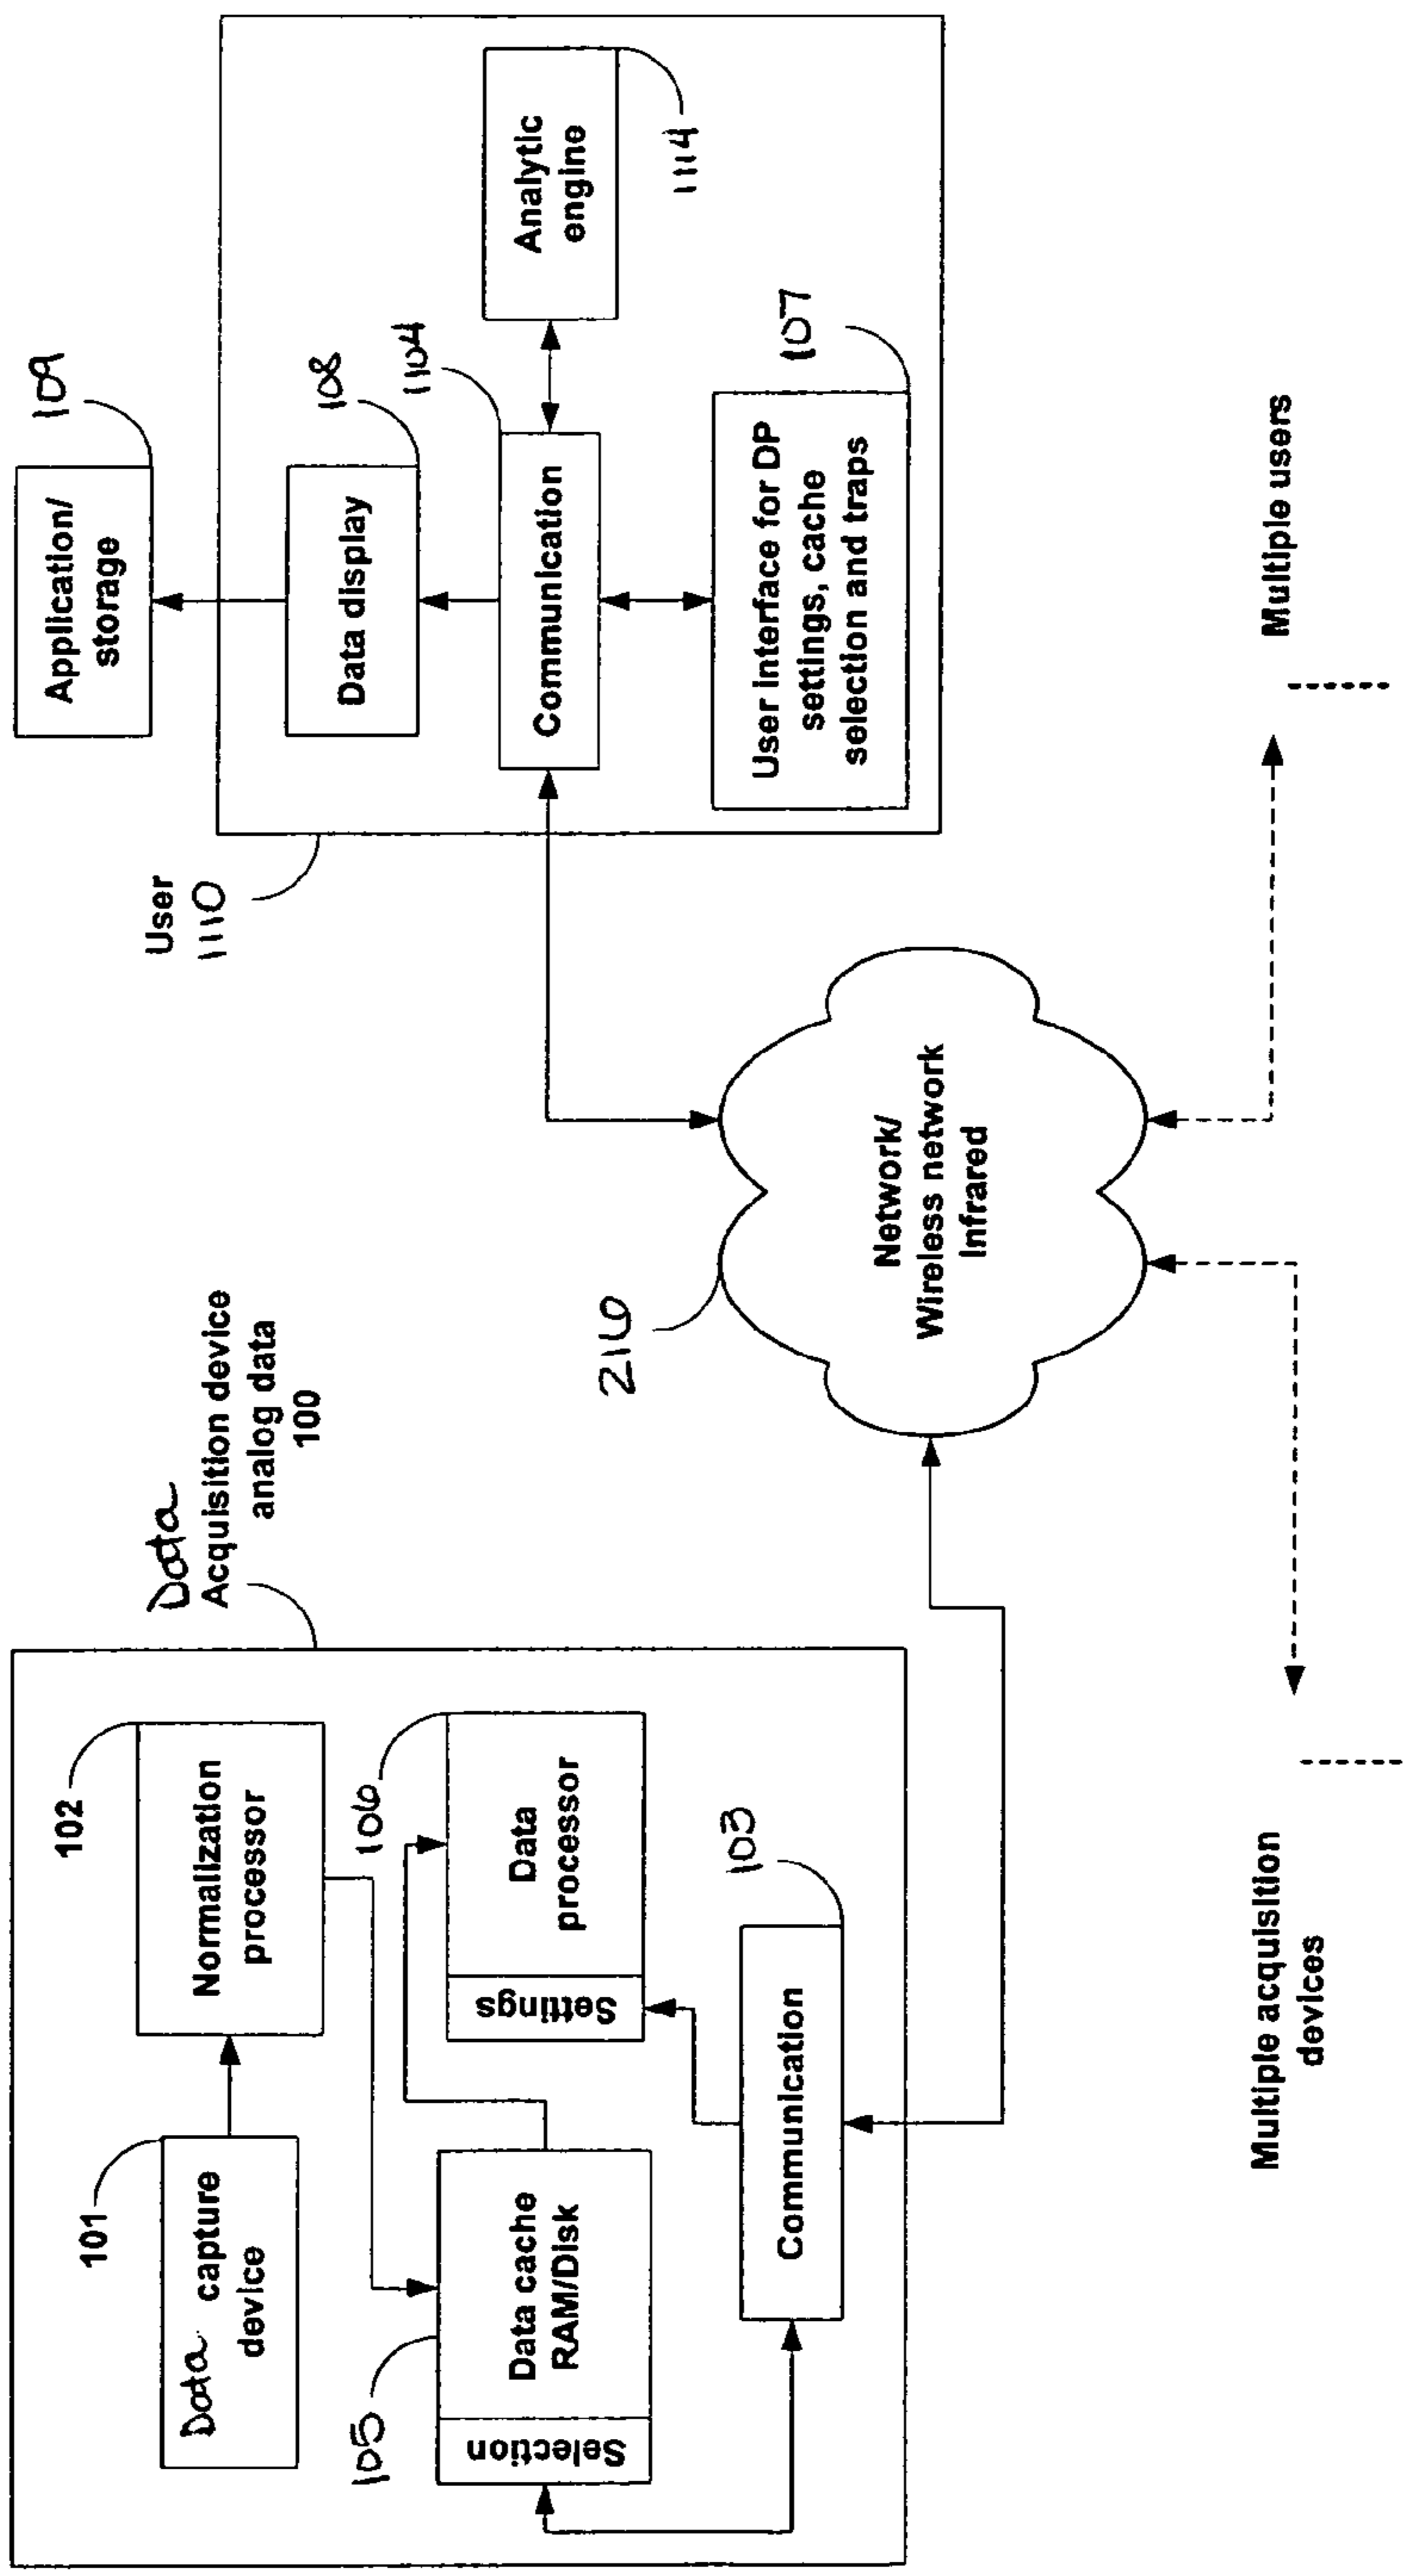 Data
Acquisition device
analog data
100
101
Data capture
device
102
Normalization
processor
105
Selection
Data cache
RAM/Disk
106
Settings
Data
processor
103
Communication
Multiple acquisition
devices
216
Network/
Wireless network
Infrared
User
1110
109
Application/
storage
108
Data display
1104
Communication
1114
Analytic
engine
107
User interface for DP
settings, cache
selection and traps
Multiple users